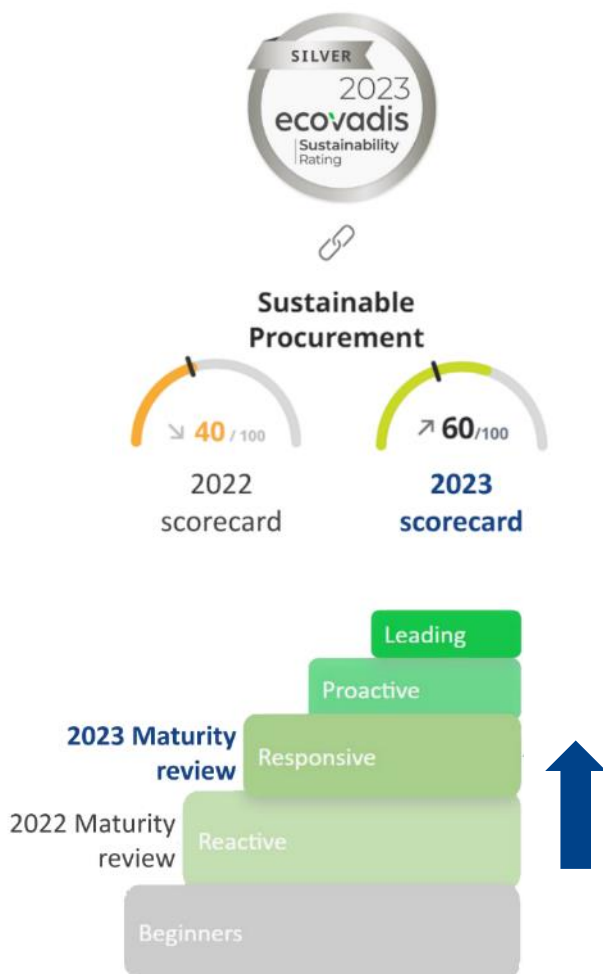 SILVER
2023
ecovadis
Sustainability
Rating
Sustainable
Procurement
40 / 100
60/100
2022
scorecard
2023
scorecard
Leading
Proactive
2023 Maturity
review
Responsive
2022 Maturity
review
Reactive
Beginners